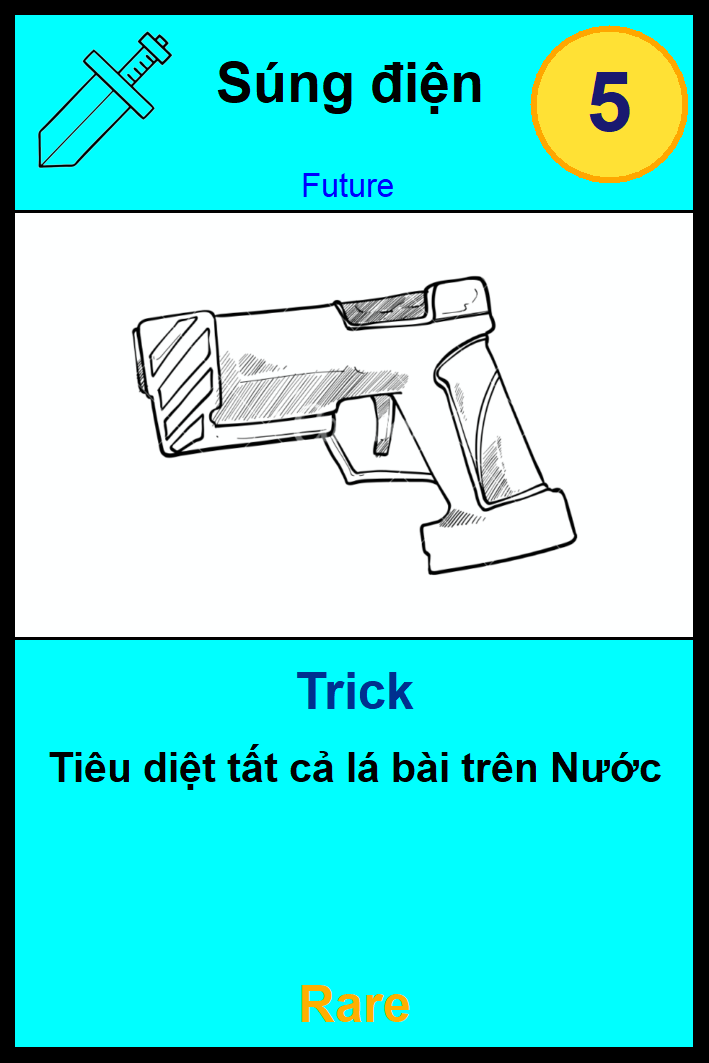 Súng điện
5
Future
Trick
Tiêu diệt tất cả lá bài trên Nước
Rare